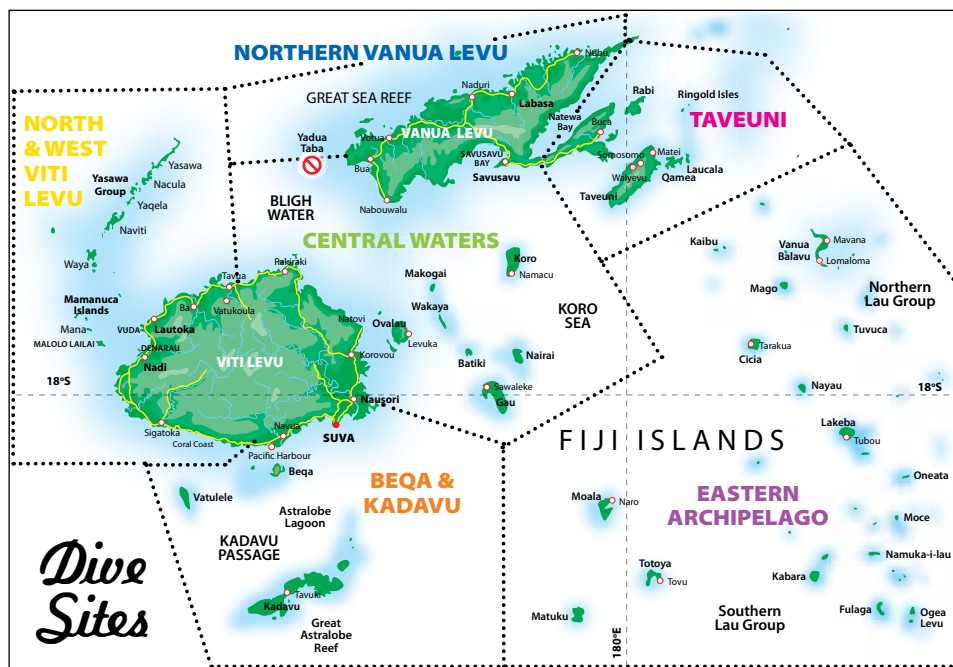 NORTHERN VANUA LEVU
Nubu
GREAT SEA REEF
Naduri
Labasa
Rabi
Ringold Isles
NORTH
& WEST
VITI
LEVU
Natewa
Bay
Buca
TAVEUNI
Yadua
Taba
Votua
VANUA LEVU
Bua
SAVUSAVU
BAY
Savusavu
Somosomo
Matei
Waiyevu
Qamea
Laucala
Taveuni
Yasawa
Yasawa
Group
Nacula
Yaqela
Naviti
BLIGH
WATER
Nabouwalu
CENTRAL WATERS
Waya
Koro
Namacu
Kaibu
Vanua
Balavu
Mavana
Lomaloma
Rakiraki
Tavua
Makogai
Mago
Northern
Lau Group
Mamanuca
Islands
Ba
Vatukoula
Wakaya
KORO
SEA
Mana
VUDA
Lautoka
Natovi
Ovalau
Levuka
Tuvuca
MALOLO LAILAI
DENARAU
Nadi
VITI LEVU
Korovou
Batiki
Nairai
Tarakua
Cicia
18ºS
Sawaleke
Gau
Nayau
18ºS
Nausori
Sigatoka
Coral Coast
Navua
SUVA
Pacific Harbour
FIJI ISLANDS
Lakeba
Tubou
Beqa
BEQA &
KADAVU
Vatulele
Oneata
EASTERN
ARCHIPELAGO
Moala
Naro
Astralobe
Lagoon
Moce
KADAVU
PASSAGE
Namuka-i-lau
Totoya
Tovu
Kabara
Dive
Sites
Tavuki
Kadavu
Matuku
Great
Astralobe
Reef
Southern
Lau Group
Fulaga
Ogea
Levu
180ºE